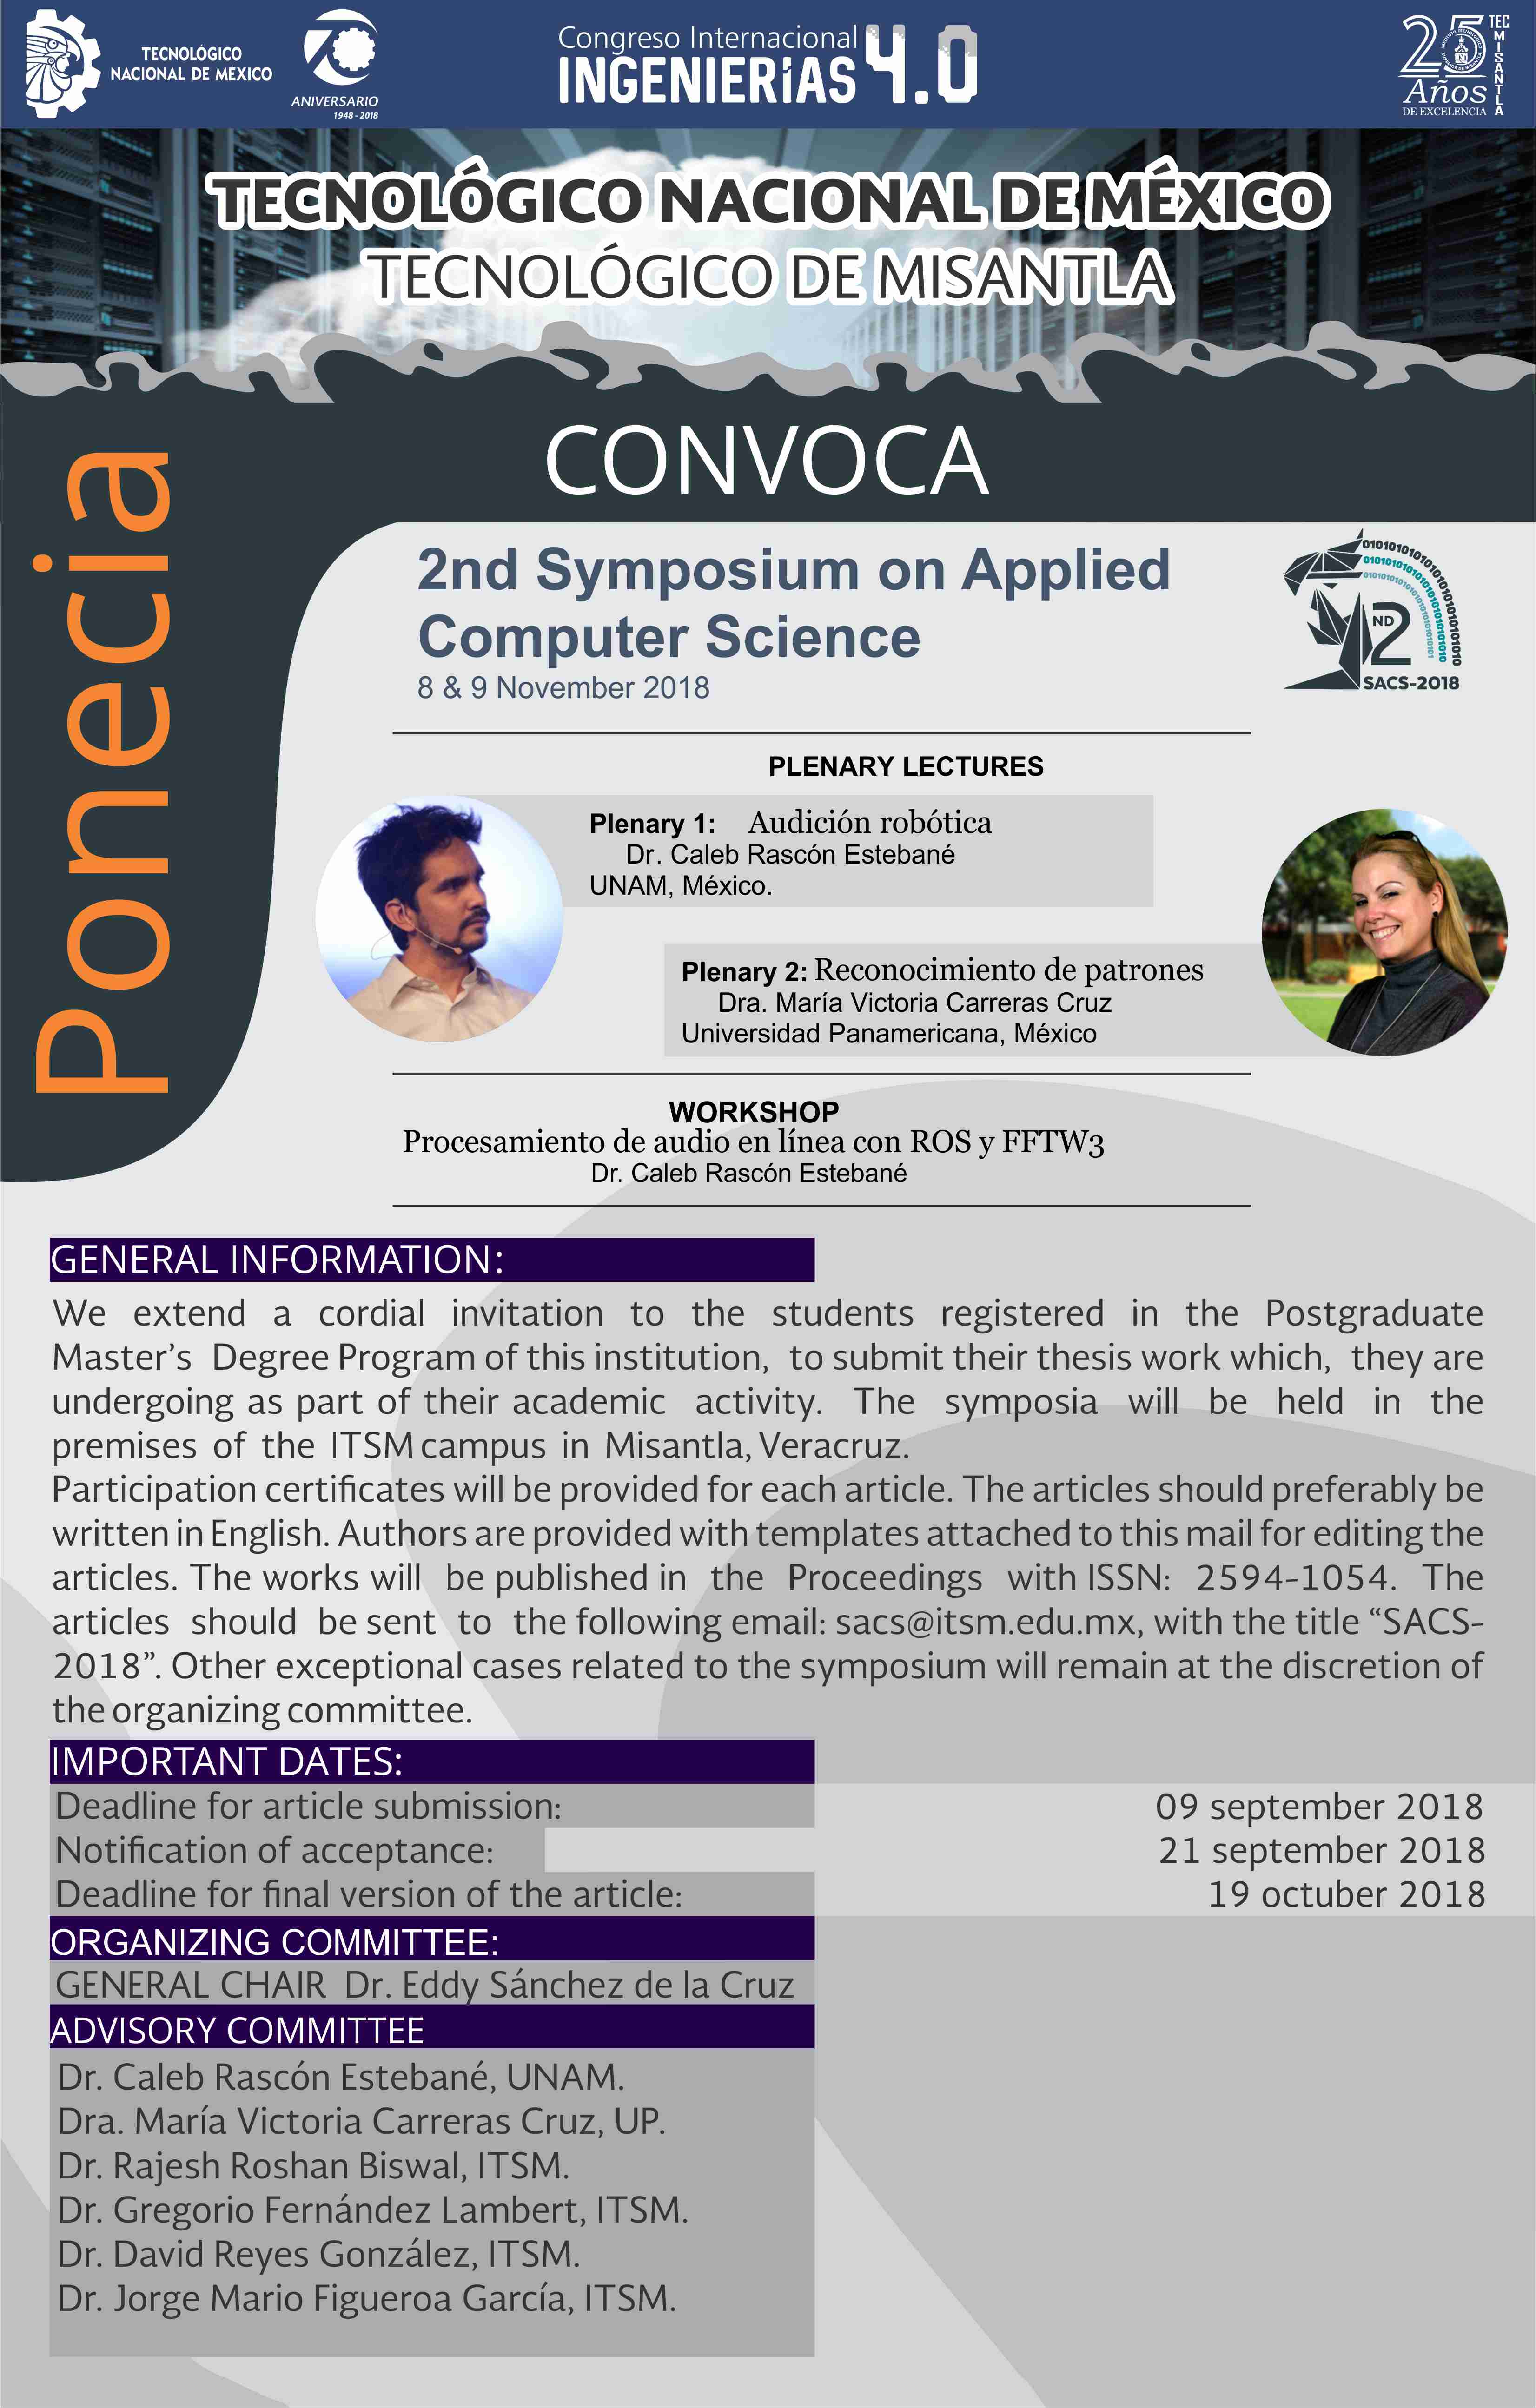 TECNOLÓGICO
NACIONAL DE MÉXICO
70
ANIVERSARIO
1948 - 2018
Congreso Internacional
INGENIERÍAS 4.0
25
Años
DE EXCELENCIA
TEC MISANTLA
TECNOLÓGICO NACIONAL DE MÉXICO
TECNOLÓGICO DE MISANTLA
CONVOCA
Ponecia
2nd Symposium on Applied
Computer Science
8 & 9 November 2018
2 ND
SACS-2018
PLENARY LECTURES
Plenary 1: Audición robótica
Dr. Caleb Rascón Estebané
UNAM, México.
Plenary 2: Reconocimiento de patrones
Dra. María Victoria Carreras Cruz
Universidad Panamericana, México
WORKSHOP
Procesamiento de audio en línea con ROS y FFTW3
Dr. Caleb Rascón Estebané
GENERAL INFORMATION:
We extend a cordial invitation to the students registered in the Postgraduate
Master’s Degree Program of this institution, to submit their thesis work which, they are
undergoing as part of their academic activity. The symposia will be held in the
premises of the ITSM campus in Misantla, Veracruz.
Participation certificates will be provided for each article. The articles should preferably be
written in English. Authors are provided with templates attached to this mail for editing the
articles. The works will be published in the Proceedings with ISSN: 2594-1054. The
articles should be sent to the following email: sacs@itsm.edu.mx, with the title “SACS-
2018”. Other exceptional cases related to the symposium will remain at the discretion of
the organizing committee.
IMPORTANT DATES:
Deadline for article submission: 09 september 2018
Notification of acceptance: 21 september 2018
Deadline for final version of the article: 19 octuber 2018
ORGANIZING COMMITTEE:
GENERAL CHAIR Dr. Eddy Sánchez de la Cruz
ADVISORY COMMITTEE
Dr. Caleb Rascón Estebané, UNAM.
Dra. María Victoria Carreras Cruz, UP.
Dr. Rajesh Roshan Biswal, ITSM.
Dr. Gregorio Fernández Lambert, ITSM.
Dr. David Reyes González, ITSM.
Dr. Jorge Mario Figueroa García, ITSM.